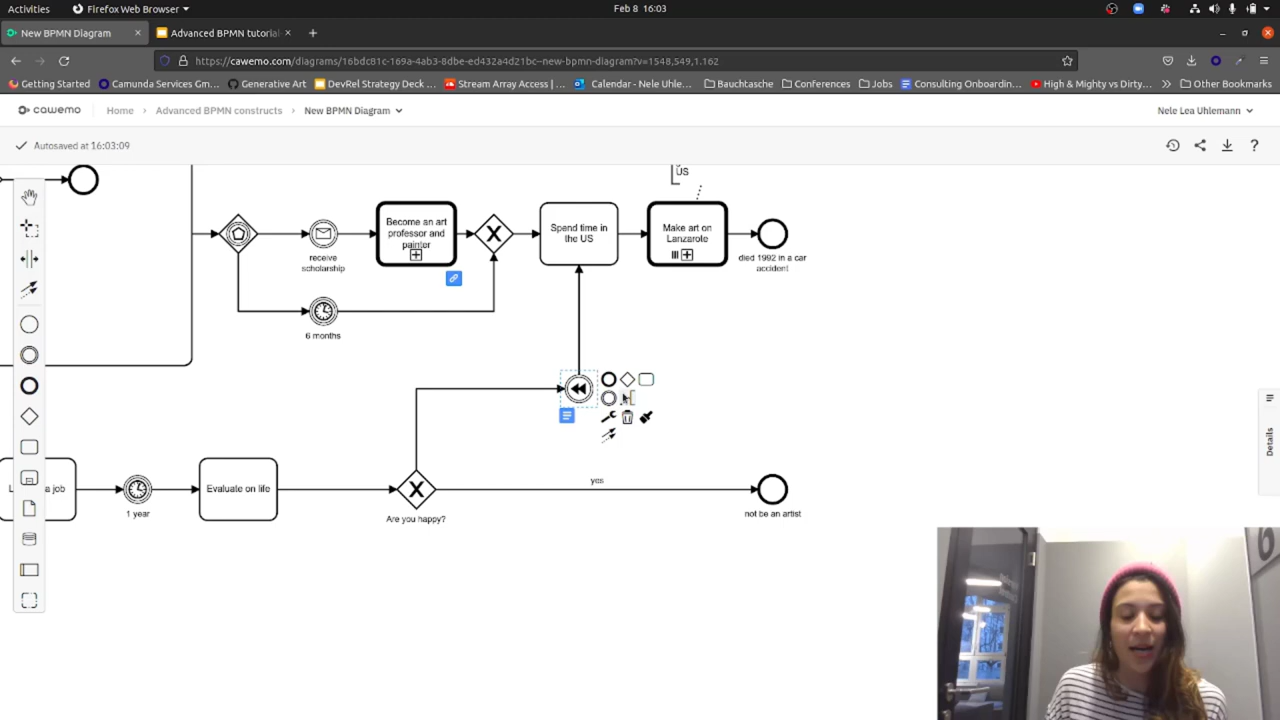 Activities
Firefox Web Browser
Feb 8 16:03
New BPMN Diagram
Advanced BPMN tutorial
https://cawemo.com/diagrams/16bdc81c-169a-4ab3-8dbe-ed432a4d21bc--new-bpmn-diagram?v=1548,549,1.162
Getting Started
Camunda Services Gm...
Generative Art
DevRel Strategy Deck ...
Stream Array Access | ...
Calendar - Nele Uhle...
Bauchtasche
Conferences
Jobs
Consulting Onboardin...
High & Mighty vs Dirty...
Other Bookmarks
cawemo
Home
Advanced BPMN constructs
New BPMN Diagram
Nele Lea Uhlemann
Autosaved at 16:03:09
US
Become an art
professor and
painter
Spend time in
the US
Make art on
Lanzarote
receive
scholarship
died 1992 in a car
accident
6 months
Details
a job
Evaluate on life
yes
1 year
Are you happy?
not be an artist